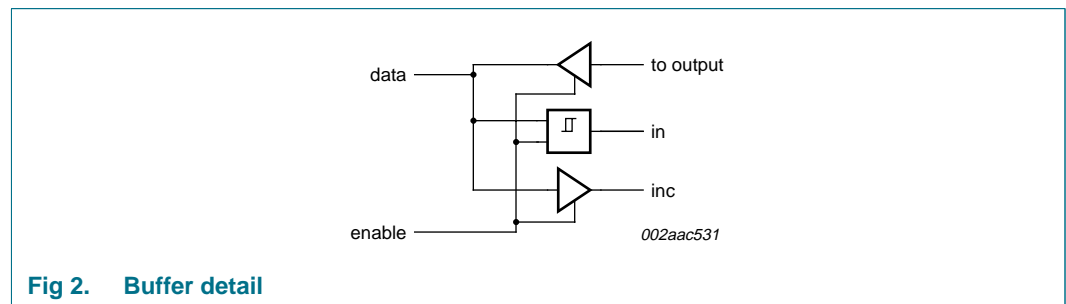 data
to output
in
inc
enable
002aac531
Fig 2. Buffer detail